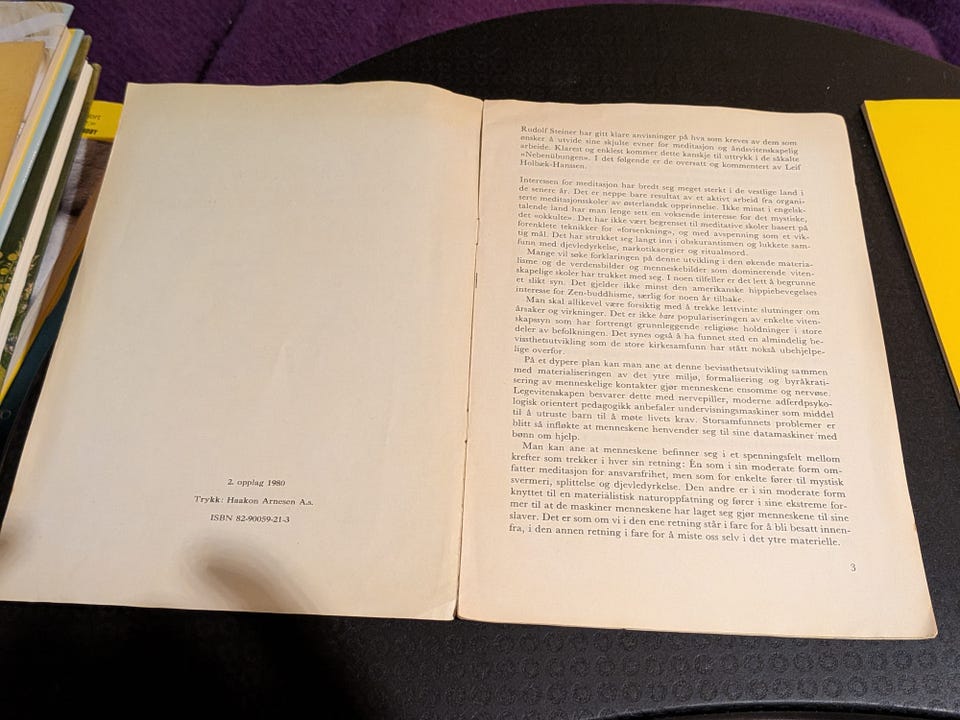 2. opplag 1980
Trykk: Haakon Arnesen A.s.
ISBN 82-90059-21-3
Rudolf Steiner har gitt klare anvisninger på hva som kreves av dem som
ønsker å utvide sine skjulte evner for meditasjon og åndsvitenskapelig
arbeide. Klarest og enklest kommer dette kanskje til uttrykk i de såkalte
«Nebenübungen». I det følgende er de oversatt og kommentert av Leif
Holbæk-Hanssen.
Interessen for meditasjon har bredt seg meget sterkt i de vestlige land i
de senere år. Det er neppe bare resultat av et aktivt arbeid fra organi-
serte meditasjonsskoler av østerlandsk opprinnelse. Ikke minst i engelsk-
talende land har man lenge sett en voksende interesse for det mystiske,
det «okkulte». Det har ikke vært begrenset til meditative skoler basert på
forenklete teknikker for «forsenkning», og med avspenning som et vik-
tig mål. Det har strukket seg langt inn i obskurantismen og lukkete sam-
funn med djevledyrkelse, narkotikaorgier og ritualmord.
Mange vil søke forklaringen på denne utvikling i den økende materia-
lisme og de verdensbilder og menneskebilder som dominerende viten-
skapelige skoler har trukket med seg. I noen tilfeller er det lett å begrunne
et slikt syn. Det gjelder ikke minst den amerikanske hippiebevegelses
interesse for Zen-buddhisme, særlig for noen år tilbake.
Man skal allikevel være forsiktig med å trekke lettvinte slutninger om
årsaker og virkninger. Det er ikke bare populariseringen av enkelte viten-
skapssyn som har fortrengt grunnleggende religiøse holdninger i store
deler av befolkningen. Det synes også å ha funnet sted en almindelig be-
vissthetsutvikling som de store kirkesamfunn har stått nokså ubehjelpe-
lige overfor.
På et dypere plan kan man ane at denne bevissthetsutvikling sammen
med materialiseringen av det ytre miljø, formalisering og byråkrati-
sering av menneskelige kontakter gjør menneskene ensomme og nervøse.
Legevitenskapen besvarer dette med nervepiller, moderne adferdpsyko-
logisk orientert pedagogikk anbefaler undervisningsmaskiner som middel
til å utruste barn til å møte livets krav. Storsamfunnets problemer er
blitt så infløkte at menneskene henvender seg til sine datamaskiner med
bønn om hjelp.
Man kan ane at menneskene befinner seg i et spenningsfelt mellom
krefter som trekker i hver sin retning: Én som i sin moderate form om-
fatter meditasjon for ansvarsfrihet, men som for enkelte fører til mystisk
svermeri, splittelse og djevledyrkelse. Den andre er i sin moderate form
knyttet til en materialistisk naturoppfatning og fører i sine ekstreme for-
mer til at de maskiner menneskene har laget seg gjør menneskene til sine
slaver. Det er som om vi i den ene retning står i fare for å bli besatt innen-
fra, i den annen retning i fare for å miste oss selv i det ytre materielle.
3